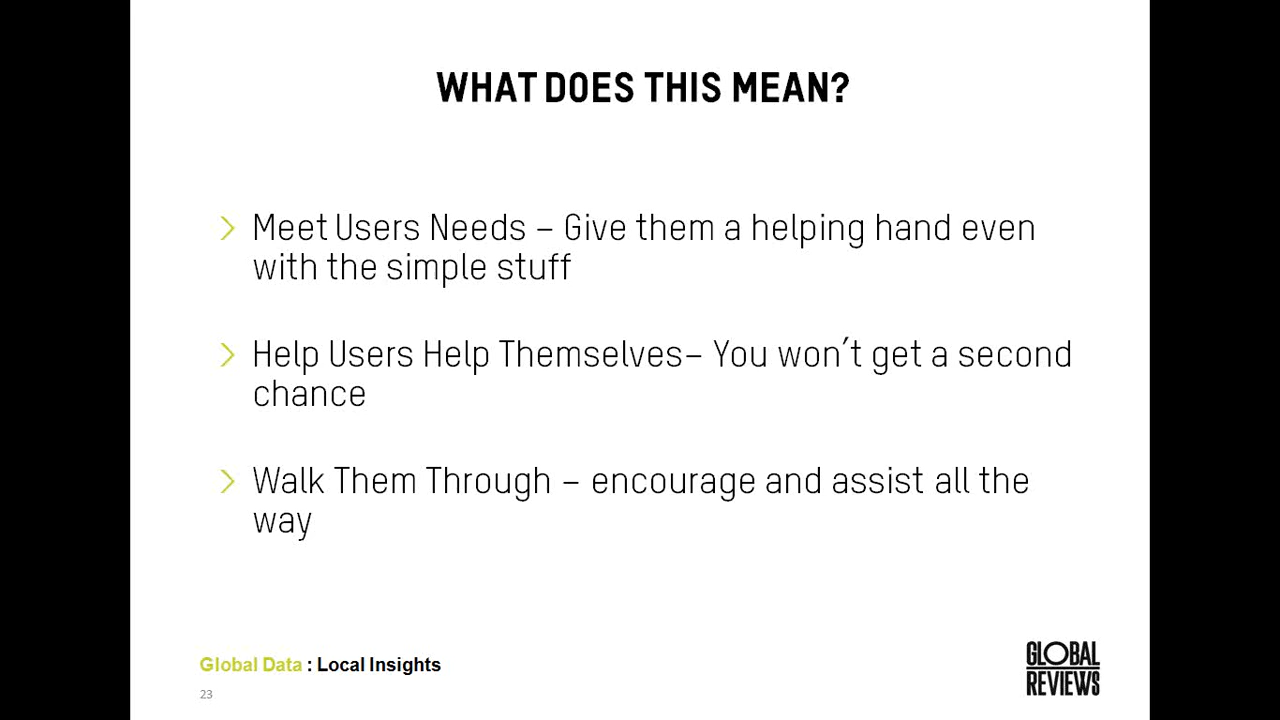 WHAT DOES THIS MEAN?
Meet Users Needs – Give them a helping hand even
with the simple stuff
Help Users Help Themselves– You won't get a second
chance
Walk Them Through – encourage and assist all the
way
Global Data : Local Insights
23
GLOBAL
REVIEWS